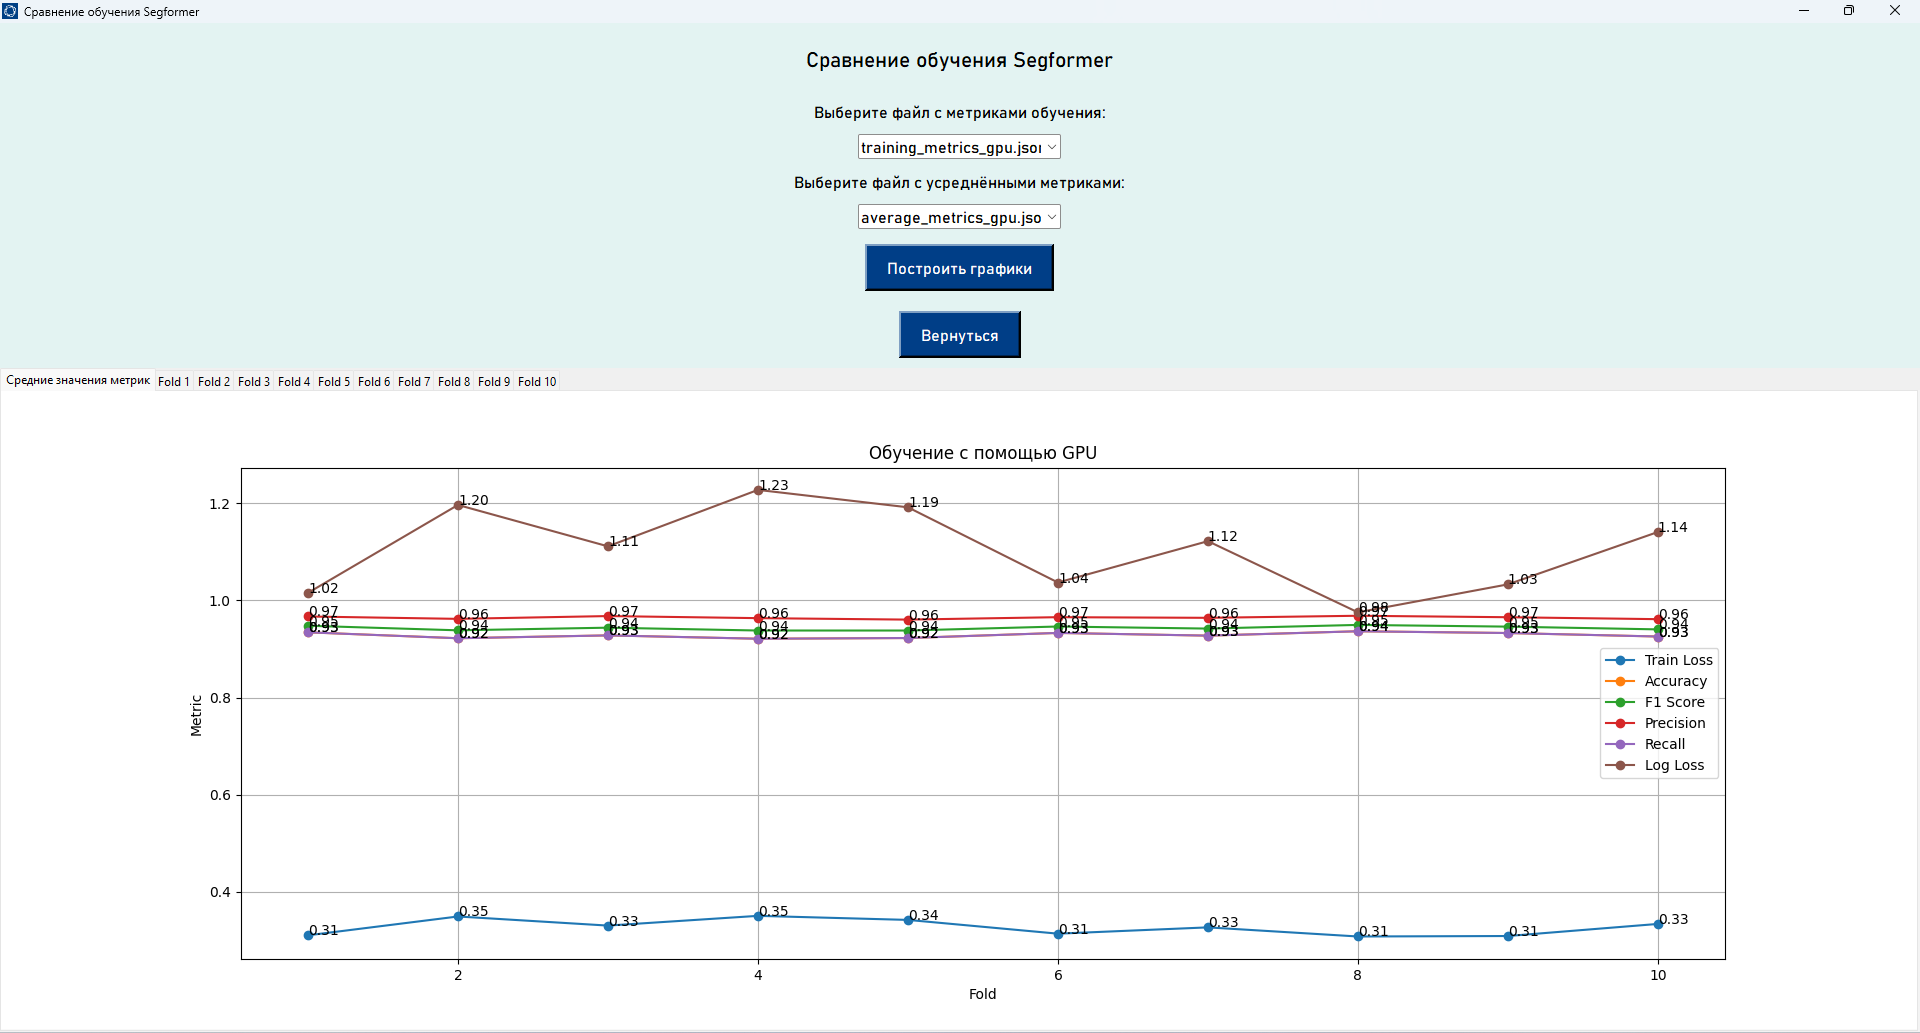 Сравнение обучения Segformer
Сравнение обучения Segformer
Выберите файл с метриками обучения:
training_metrics_gpu.json
Выберите файл с усреднёнными метриками:
average_metrics_gpu.jso
Построить графики
Вернуться
Средние значения метрик Fold 1 Fold 2 Fold 3 Fold 4 Fold 5 Fold 6 Fold 7 Fold 8 Fold 9 Fold 10
Обучение с помощью GPU
1.2
1.0
0.8
0.6
0.4
Metric
1.02 1.20 1.11 1.23 1.19 1.04 1.12 0.98 1.03 1.14
0.97 0.96 0.97 0.96 0.96 0.97 0.96 0.97 0.97 0.96
0.95 0.94 0.94 0.94 0.94 0.95 0.94 0.95 0.95 0.94
0.93 0.92 0.93 0.92 0.92 0.93 0.93 0.94 0.93 0.93
0.31 0.35 0.33 0.35 0.34 0.31 0.33 0.31 0.31 0.33
Train Loss
Accuracy
F1 Score
Precision
Recall
Log Loss
2 4 6 8 10
Fold